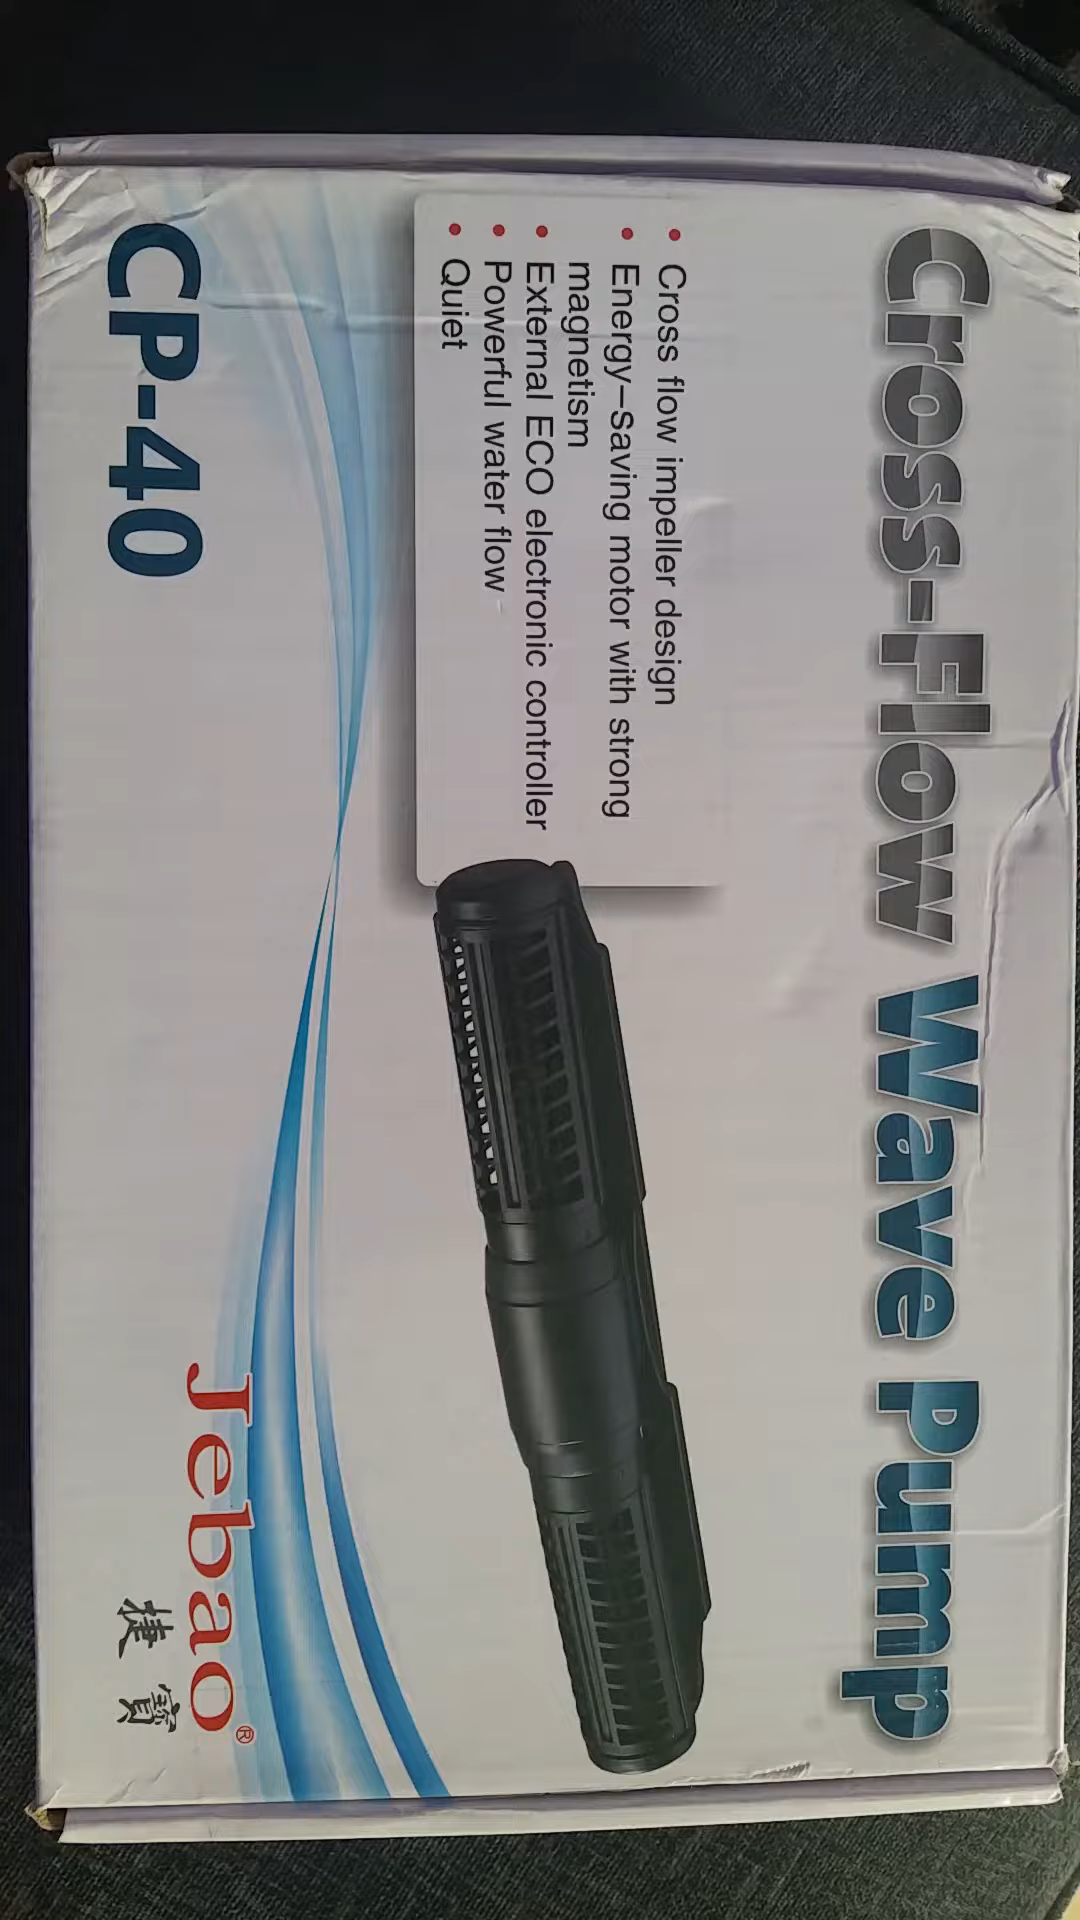 Cross-Flow Wave Pump
• Cross flow impeller design
• Energy–Saving motor with strong
magnetism
• External ECO electronic controller
• Powerful water flow
• Quiet
CP-40
Jebao®
捷寶